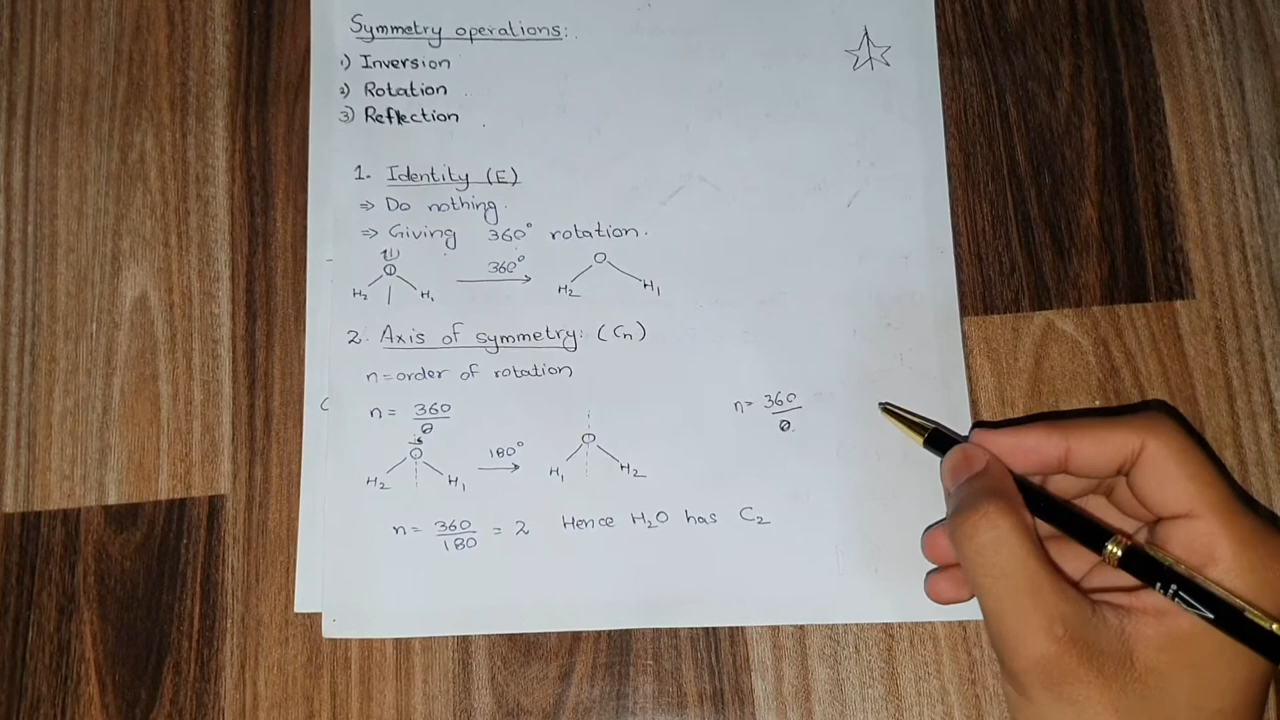 Symmetry operations:
1) Inversion
2) Rotation
3) Reflection
1. Identity (E)
⇒ Do nothing.
⇒ Giving 360° rotation.
360°
O
H₂ H₁
H₂ H₁
2. Axis of symmetry: (Cn)
n=order of rotation
n= 360/θ
n= 360/θ
180°
H₂ H₁
H₁ H₂
n= 360/180 = 2 Hence H₂O has C₂